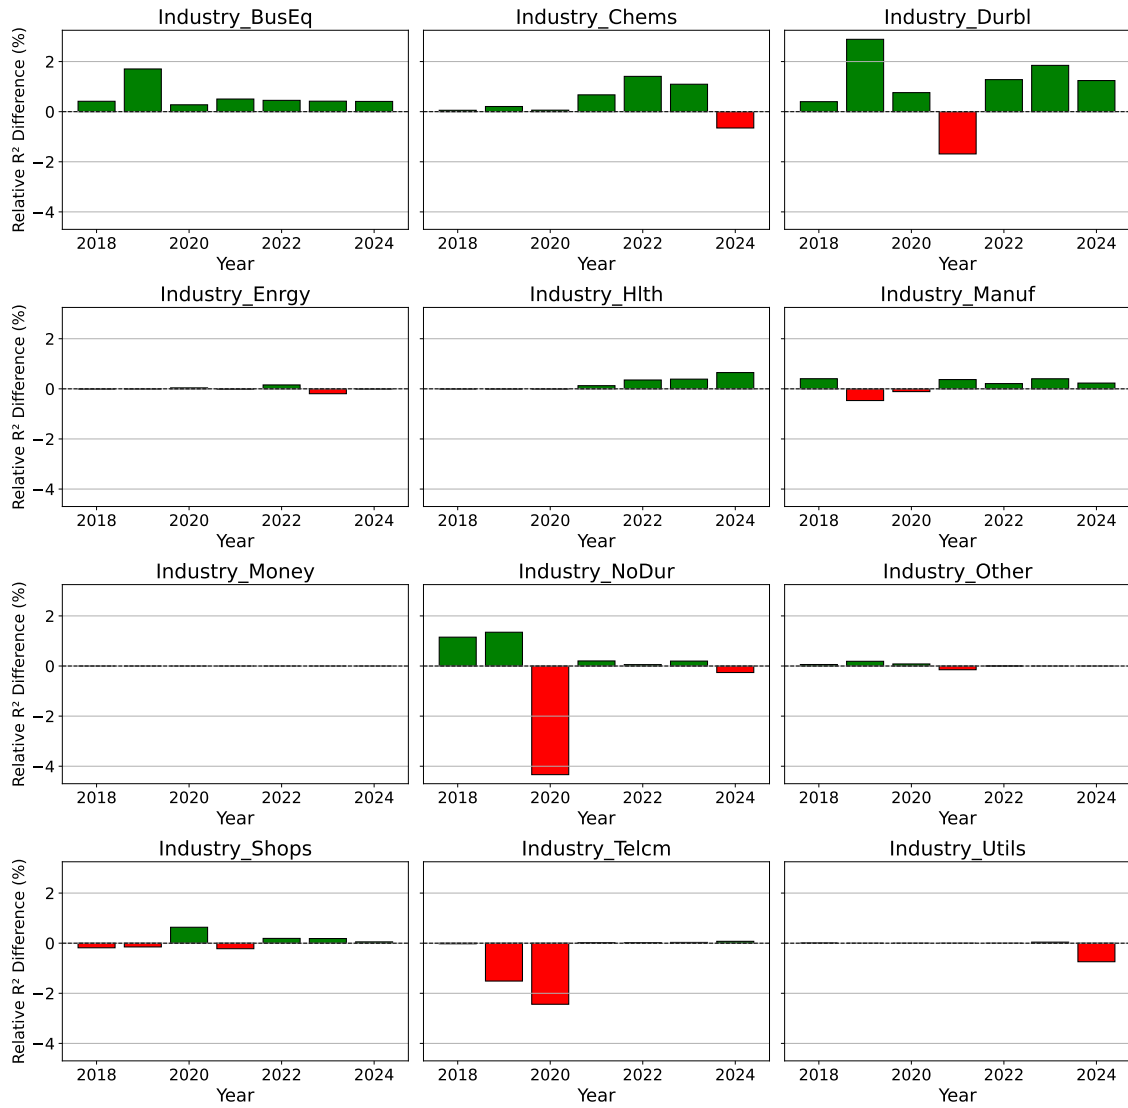 Industry_BusEq
Industry_Chems
Industry_Durbl
Relative R² Difference (%)
2
0
−2
−4
2018 2020 2022 2024
2018 2020 2022 2024
2018 2020 2022 2024
Year
Year
Year
Industry_Enrgy
Industry_Hlth
Industry_Manuf
Relative R² Difference (%)
2
0
−2
−4
2018 2020 2022 2024
2018 2020 2022 2024
2018 2020 2022 2024
Year
Year
Year
Industry_Money
Industry_NoDur
Industry_Other
Relative R² Difference (%)
2
0
−2
−4
2018 2020 2022 2024
2018 2020 2022 2024
2018 2020 2022 2024
Year
Year
Year
Industry_Shops
Industry_Telcm
Industry_Utils
Relative R² Difference (%)
2
0
−2
−4
2018 2020 2022 2024
2018 2020 2022 2024
2018 2020 2022 2024
Year
Year
Year